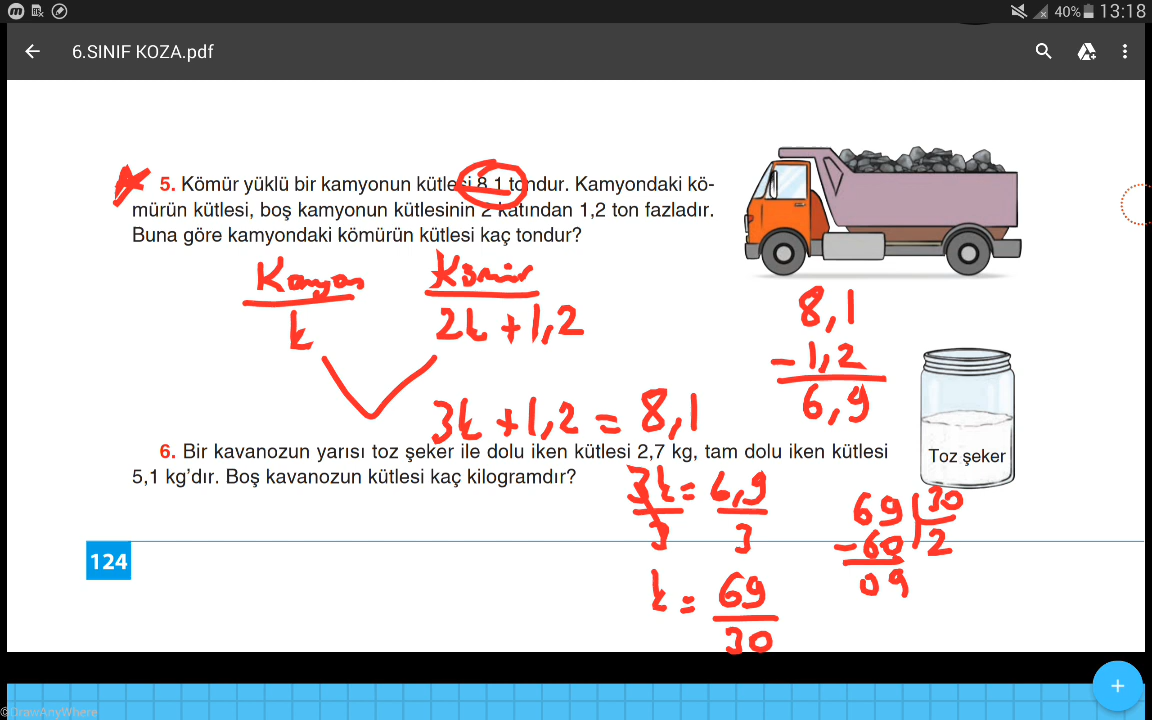 40% 13:18
6.SINIF KOZA.pdf
5. Kömür yüklü bir kamyonun kütlesi 8,1 tondur. Kamyondaki kö-
mürün kütlesi, boş kamyonun kütlesinin 2 katından 1,2 ton fazladır.
Buna göre kamyondaki kömürün kütlesi kaç tondur?
Kamyon Kömür
k 2k + 1,2
8,1
- 1,2
6,9
3k + 1,2 = 8,1
6. Bir kavanozun yarısı toz şeker ile dolu iken kütlesi 2,7 kg, tam dolu iken kütlesi
5,1 kg’dır. Boş kavanozun kütlesi kaç kilogramdır?
Toz şeker
3k = 6,9
3 3
69 30
- 60 2
09
k = 69
30
124
©DrawAnyWhere
+